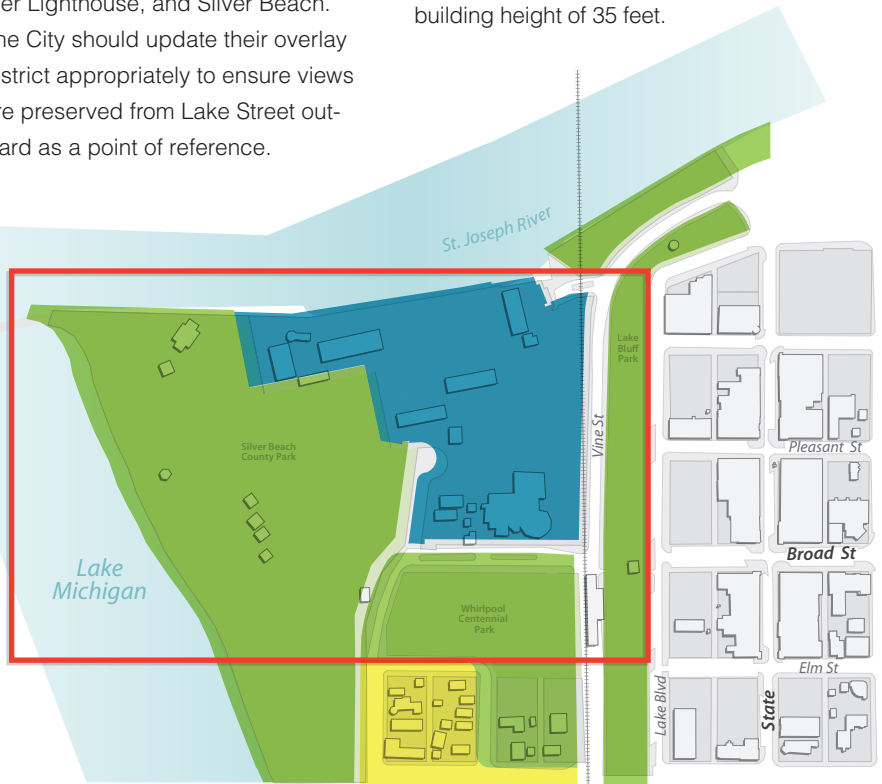 er Lighthouse, and Silver Beach.
ne City should update their overlay
strict appropriately to ensure views
re preserved from Lake Street out-
ard as a point of reference.
building height of 35 feet.
St. Joseph River
Lake
Bluff
Park
Vine St
Silver Beach
County Park
Pleasant St
Broad St
Lake
Michigan
Whirlpool
Centennial
Park
Elm St
Lake Blvd
State